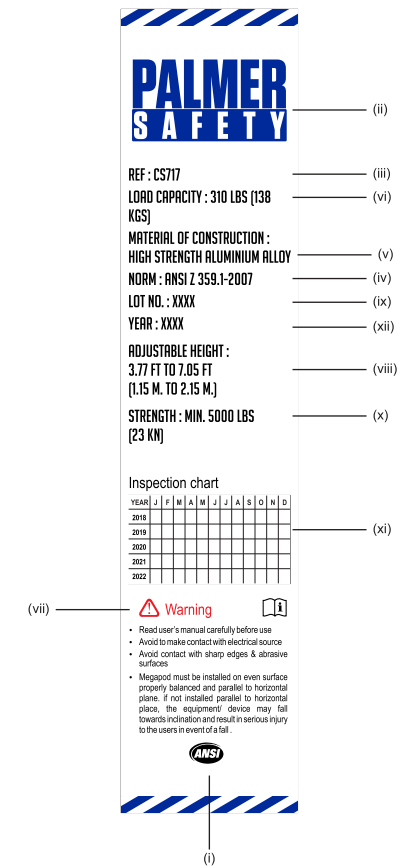 PALMER
SAFETY
(ii)
REF : CS717 (iii)
LOAD CAPACITY : 310 LBS (138 (vi)
KGS)
MATERIAL OF CONSTRUCTION :
HIGH STRENGTH ALUMINIUM ALLOY (v)
NORM : ANSI Z 359.1-2007 (iv)
LOT NO. : XXXX (ix)
YEAR : XXXX (xii)
ADJUSTABLE HEIGHT :
3.77 FT TO 7.05 FT (viii)
(1.15 M. TO 2.15 M.)
STRENGTH : MIN. 5000 LBS (x)
(23 KN)
Inspection chart
YEAR J F M A M J J A S O N D
2018
2019 (xi)
2020
2021
2022
(vii) Warning
• Read user's manual carefully before use
• Avoid to make contact with electrical source
• Avoid contact with sharp edges & abrasive
surfaces
• Megapod must be installed on even surface
properly balanced and parallel to horizontal
plane. if not installed parallel to horizontal
place, the equipment/ device may fall
towards inclination and result in serious injury
to the users in event of a fall .
ANSI
(i)